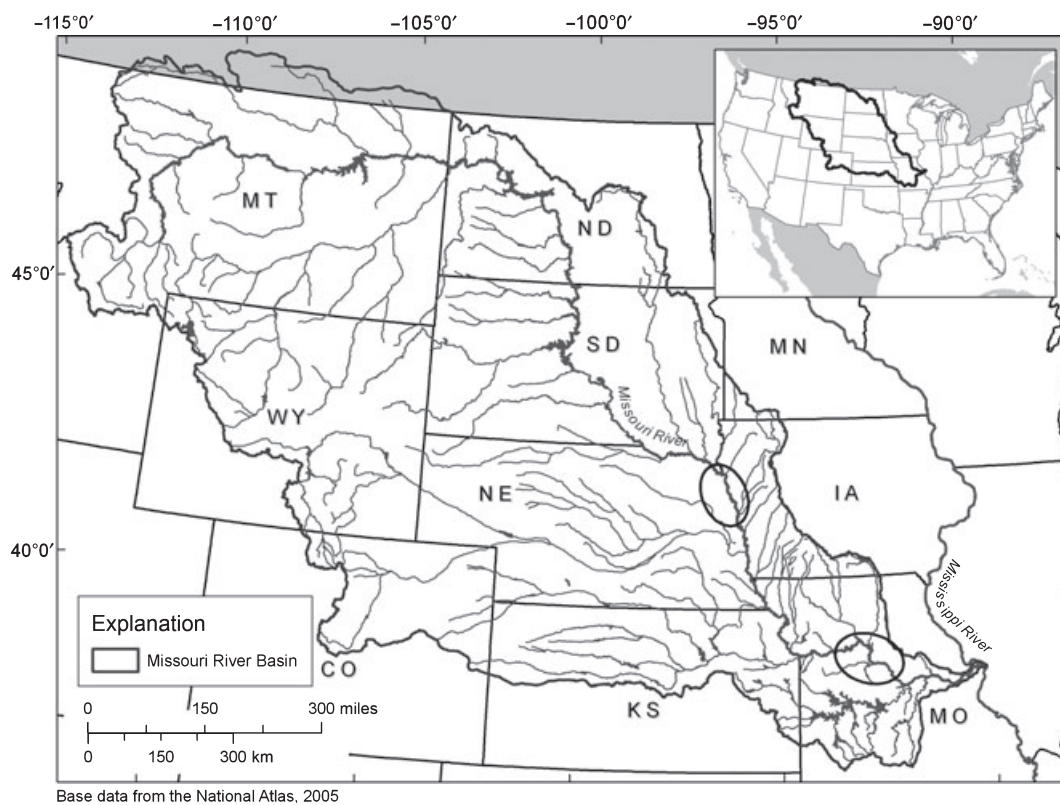 −115°0′ −110°0′ −105°0′ −100°0′ −95°0′ −90°0′
MT
ND
45°0′
SD
MN
WY
Missouri River
NE
IA
40°0′
Mississippi River
Explanation
Missouri River Basin
CO
KS
MO
0 150 300 miles
0 150 300 km
Base data from the National Atlas, 2005